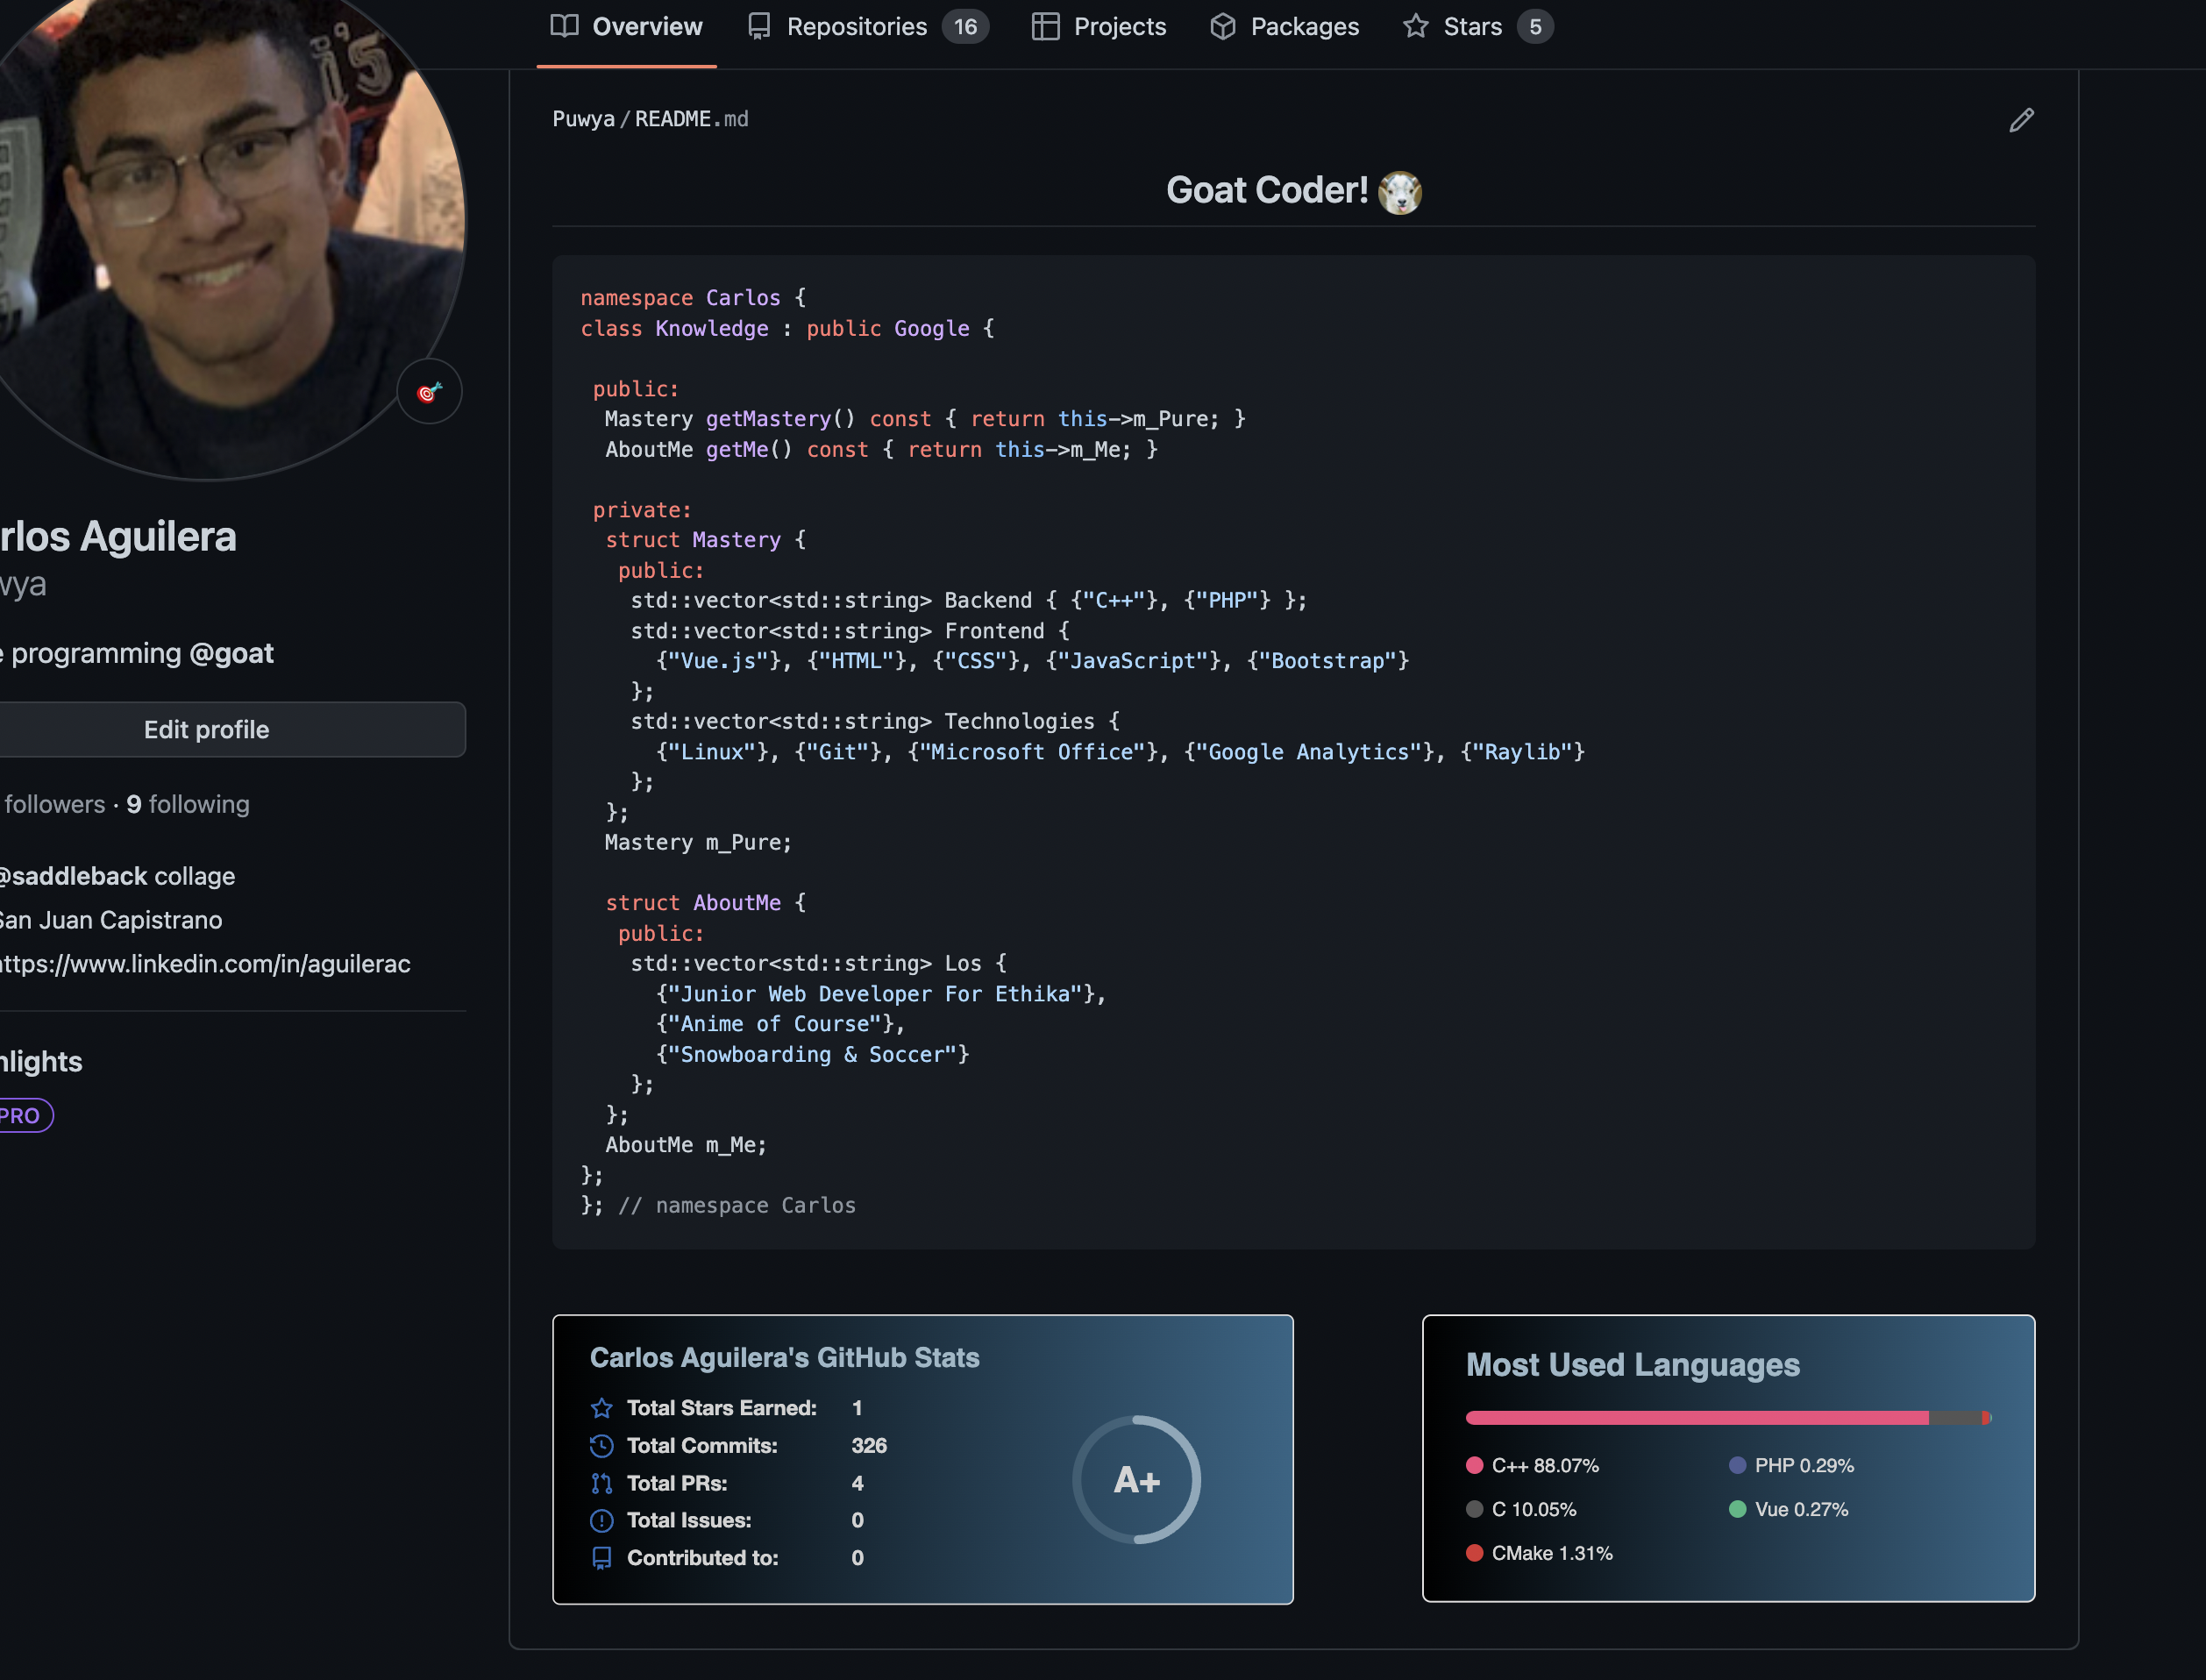 Overview
Repositories 16
Projects
Packages
Stars 5
i's
rlos Aguilera
wya
e programming @goat
Edit profile
followers · 9 following
@saddleback collage
San Juan Capistrano
https://www.linkedin.com/in/aguilerac
hlights
PRO
Puwya/README.md
Goat Coder!
namespace Carlos {
class Knowledge : public Google {
public:
Mastery getMastery() const { return this->m_Pure; }
AboutMe getMe() const { return this->m_Me; }
private:
struct Mastery {
public:
std::vector<std::string> Backend { {"C++"}, {"PHP"} };
std::vector<std::string> Frontend {
{"Vue.js"}, {"HTML"}, {"CSS"}, {"JavaScript"}, {"Bootstrap"}
};
std::vector<std::string> Technologies {
{"Linux"}, {"Git"}, {"Microsoft Office"}, {"Google Analytics"}, {"Raylib"}
};
};
Mastery m_Pure;
struct AboutMe {
public:
std::vector<std::string> Los {
{"Junior Web Developer For Ethika"},
{"Anime of Course"},
{"Snowboarding & Soccer"}
};
};
AboutMe m_Me;
};
}; // namespace Carlos
Carlos Aguilera's GitHub Stats
Total Stars Earned: 1
Total Commits: 326
Total PRs: 4
Total Issues: 0
Contributed to: 0
A+
Most Used Languages
C++ 88.07%
C 10.05%
CMake 1.31%
PHP 0.29%
Vue 0.27%